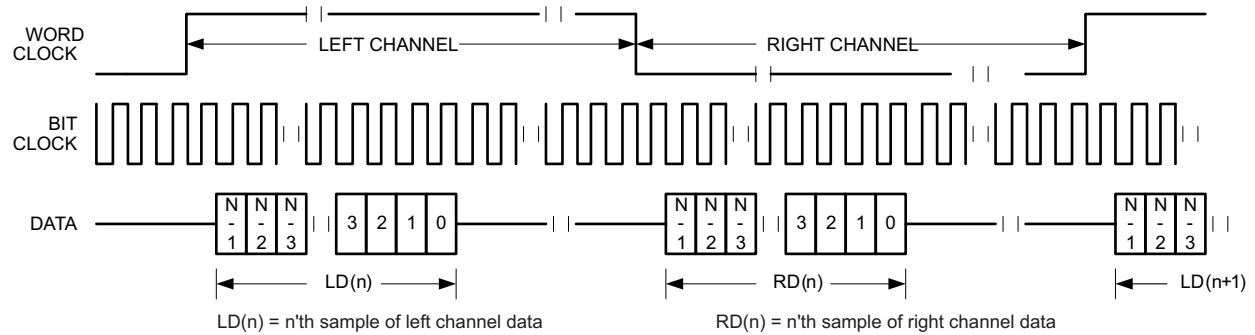 WORD
CLOCK
LEFT CHANNEL
RIGHT CHANNEL
BIT
CLOCK
DATA
N-1 N-2 N-3 3 2 1 0 N-1 N-2 N-3 3 2 1 0 N-1 N-2 N-3
LD(n) RD(n) LD(n+1)
LD(n) = n'th sample of left channel data
RD(n) = n'th sample of right channel data